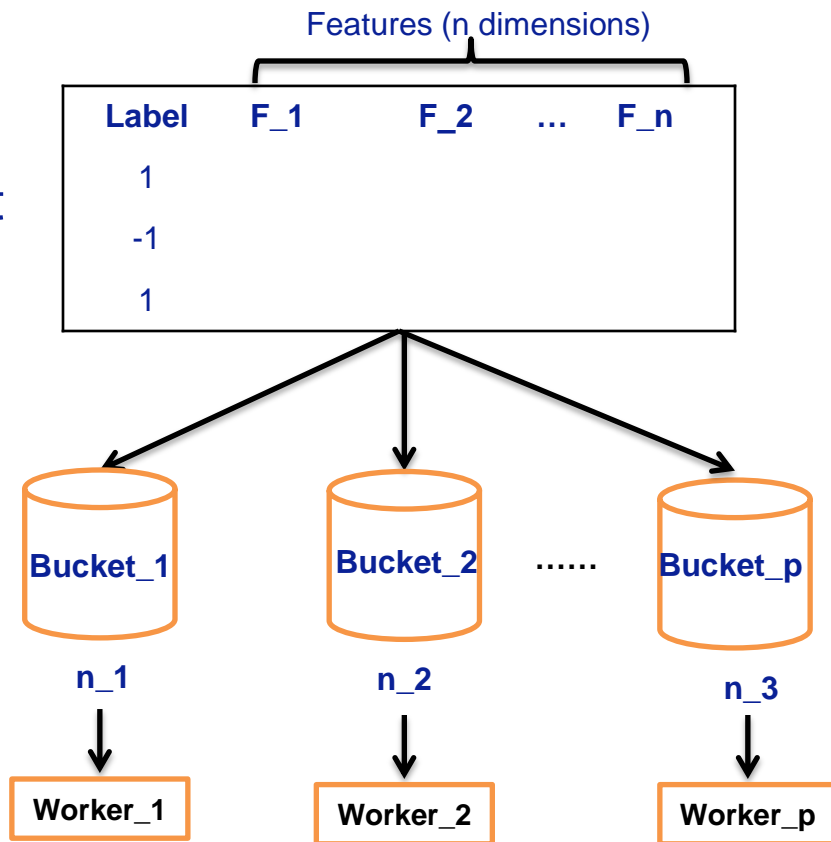 Features (n dimensions)
Label F_1 F_2 … F_n
1
-1
1
Bucket_1 Bucket_2 …… Bucket_p
n_1 n_2 n_3
Worker_1 Worker_2 Worker_p